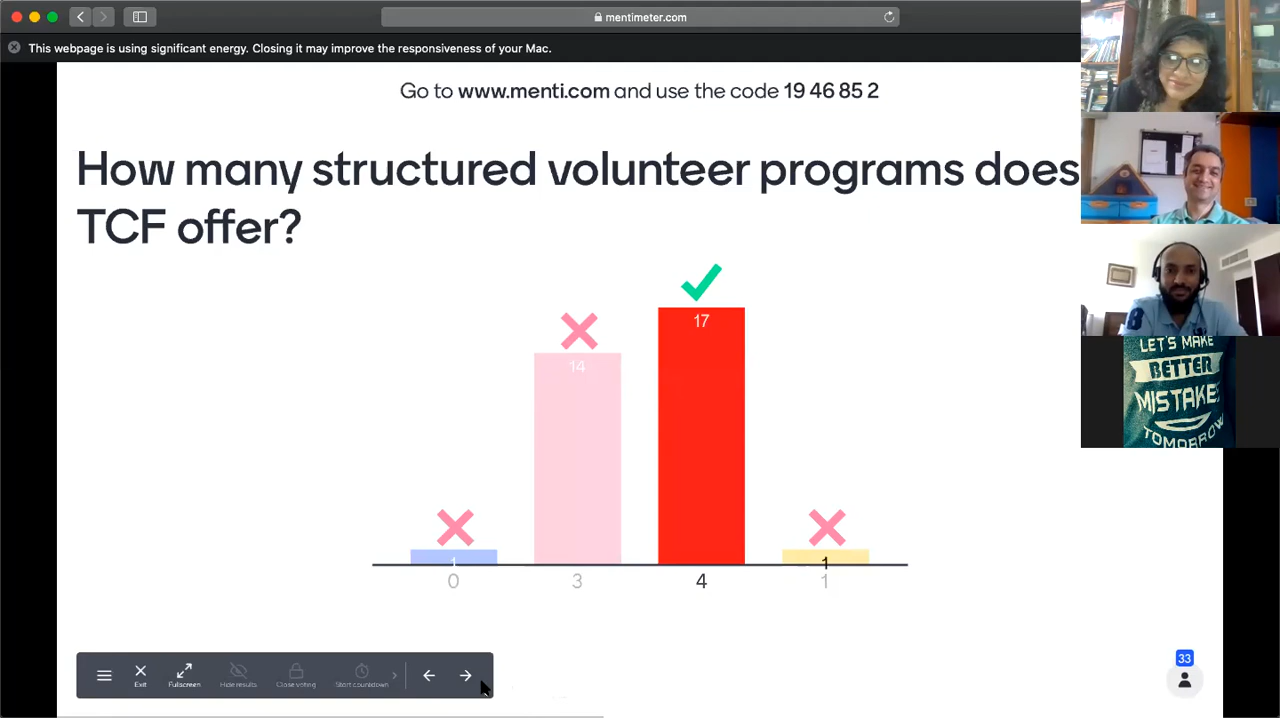 mentimeter.com
This webpage is using significant energy. Closing it may improve the responsiveness of your Mac.
Go to www.menti.com and use the code 19 46 85 2
How many structured volunteer programs does
TCF offer?
17
14
1
1
0
3
4
1
Exit
Fullscreen
Hide results
Close voting
Start countdown
33
LET'S MAKE
BETTER
MISTAKES
TOMORROW